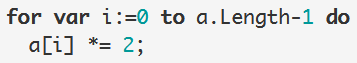 for var i:=0 to a.Length-1 do
  a[i] *= 2;